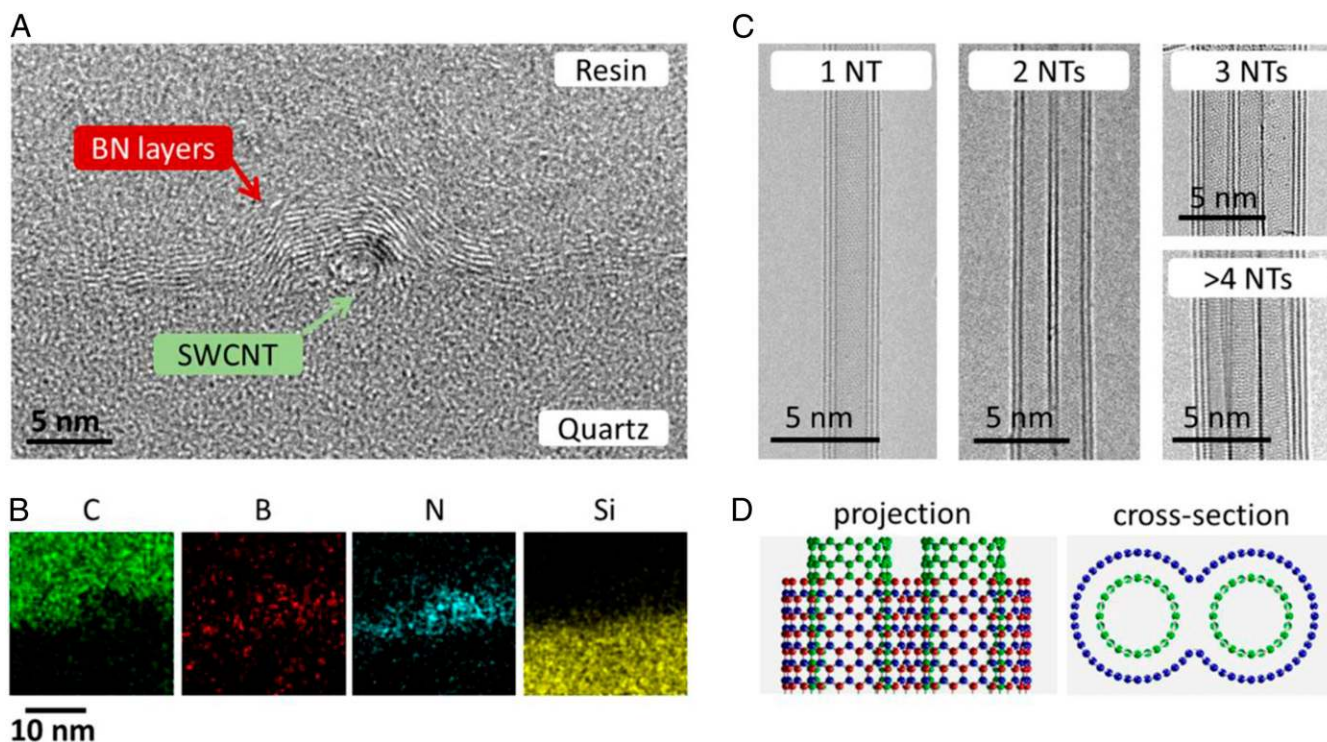 A
Resin
BN layers
SWCNT
5 nm
Quartz
B
C
B
N
Si
10 nm
C
1 NT
5 nm
2 NTs
5 nm
3 NTs
5 nm
>4 NTs
5 nm
D
projection
cross-section